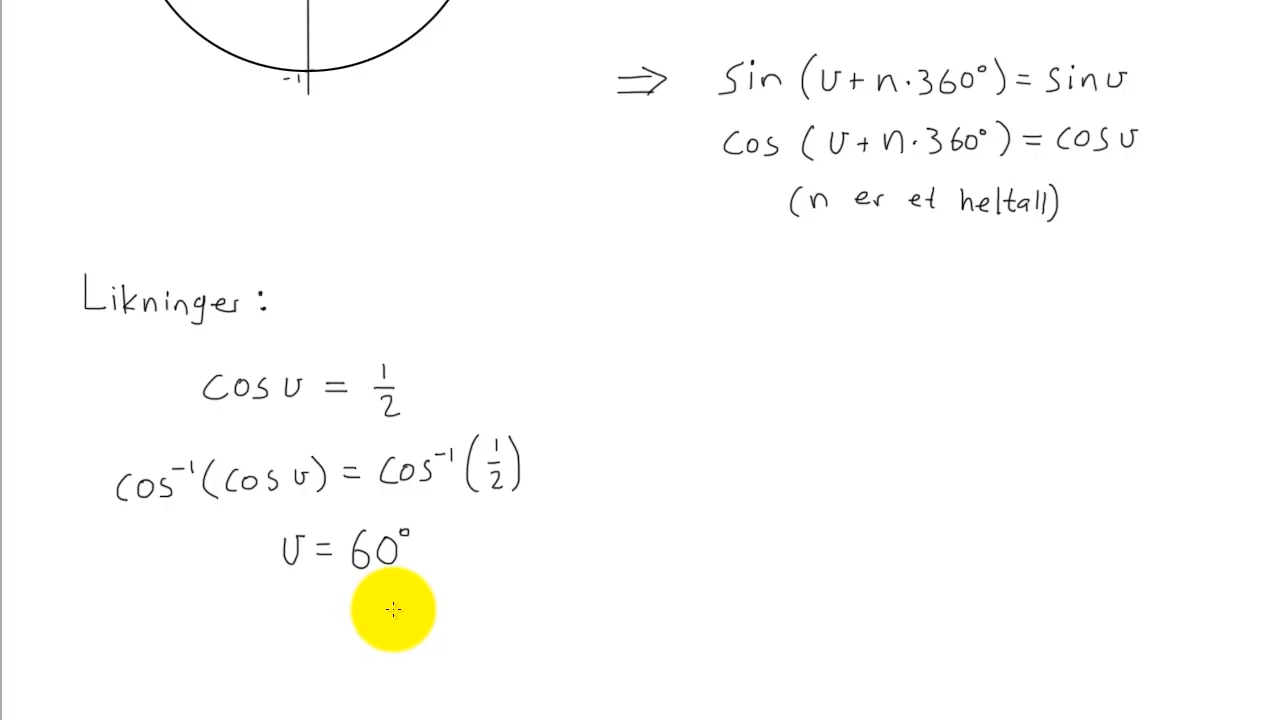 -1
⇒ sin (v + n · 360°) = sin v
cos (v + n · 360°) = cos v
(n er et heltall)
Likninger :
cos v = 1/2
cos⁻¹(cos v) = cos⁻¹(1/2)
v = 60°